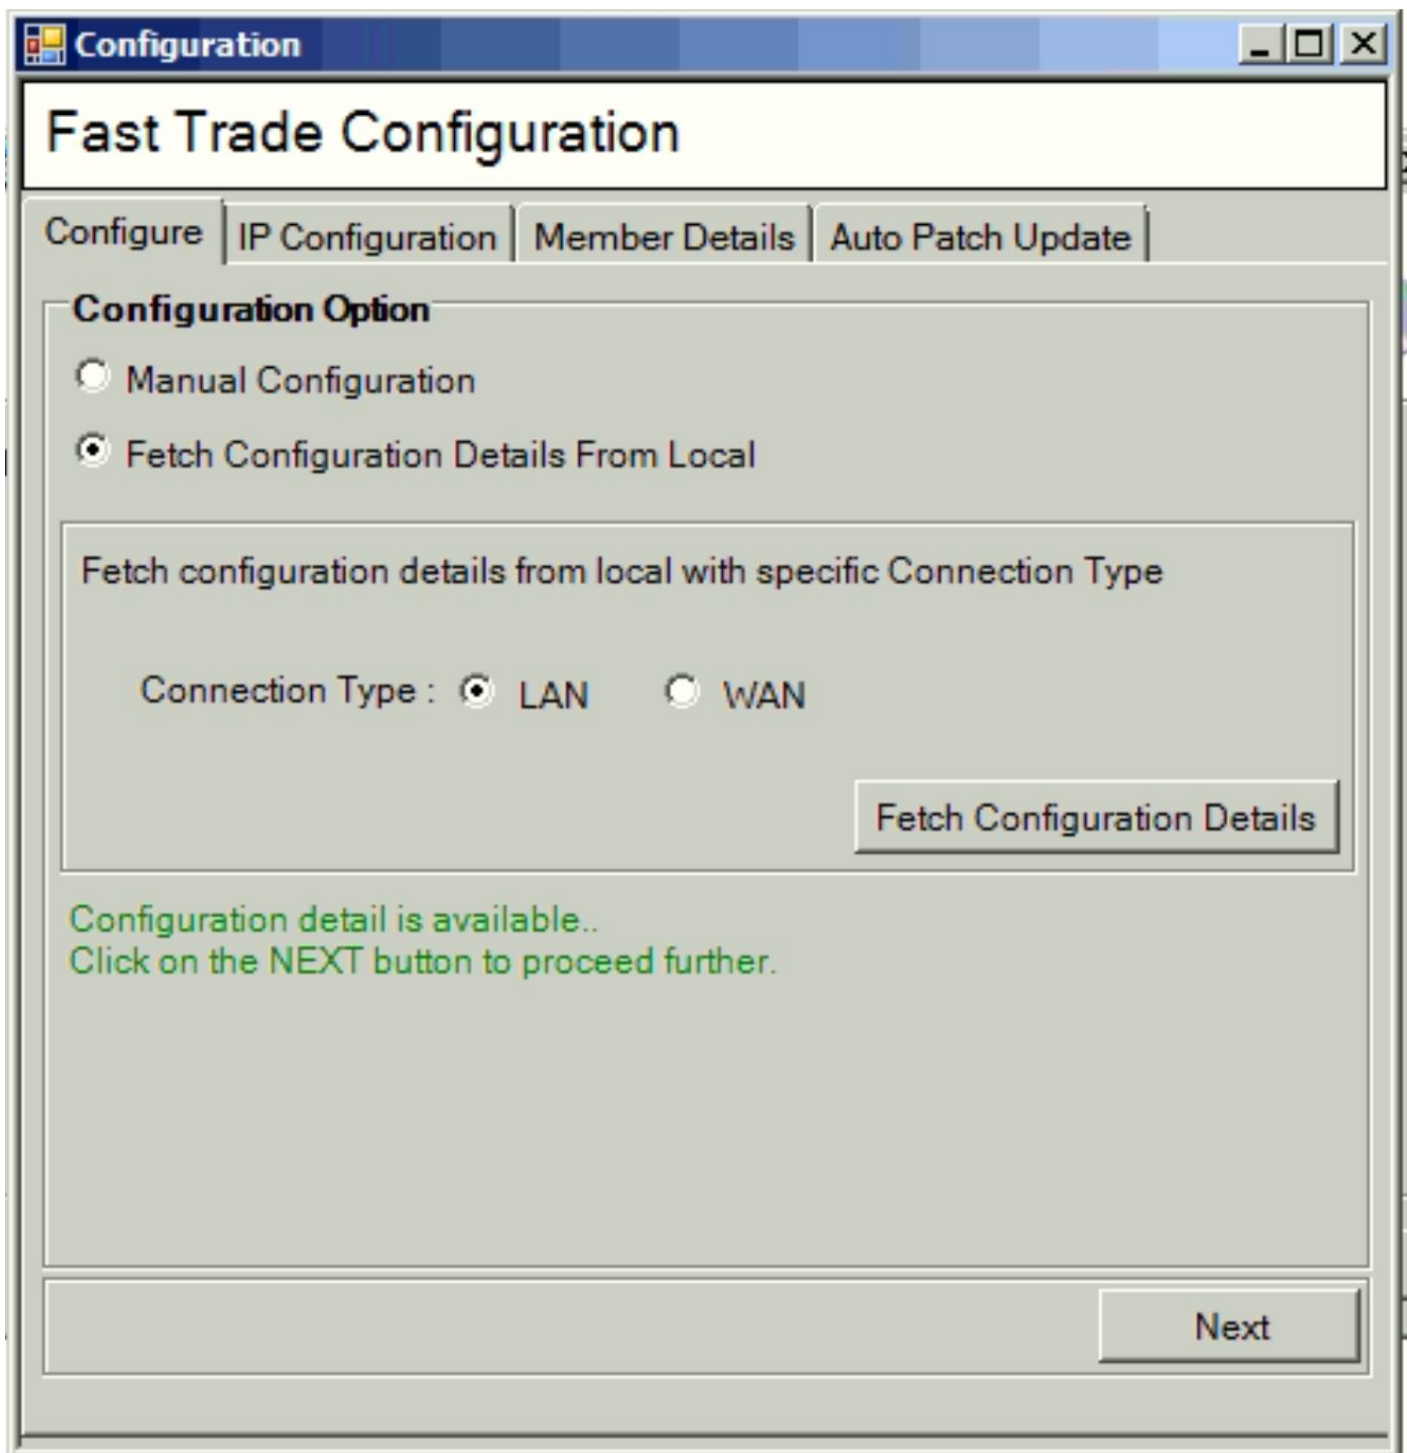 Configuration
Fast Trade Configuration
Configure
IP Configuration
Member Details
Auto Patch Update
Configuration Option
Manual Configuration
Fetch Configuration Details From Local
Fetch configuration details from local with specific Connection Type
Connection Type : LAN WAN
Fetch Configuration Details
Configuration detail is available..
Click on the NEXT button to proceed further.
Next